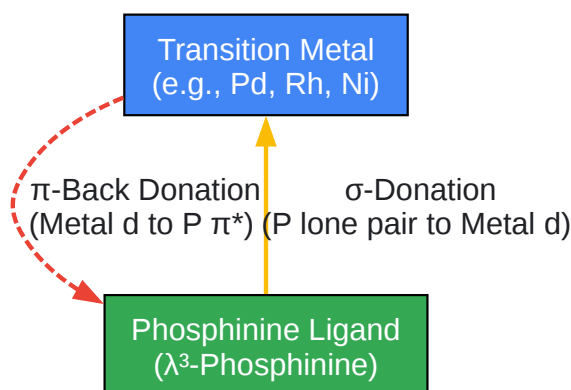 Transition Metal
(e.g., Pd, Rh, Ni)
π-Back Donation
(Metal d to P π*)
σ-Donation
(P lone pair to Metal d)
Phosphinine Ligand
(λ³-Phosphinine)